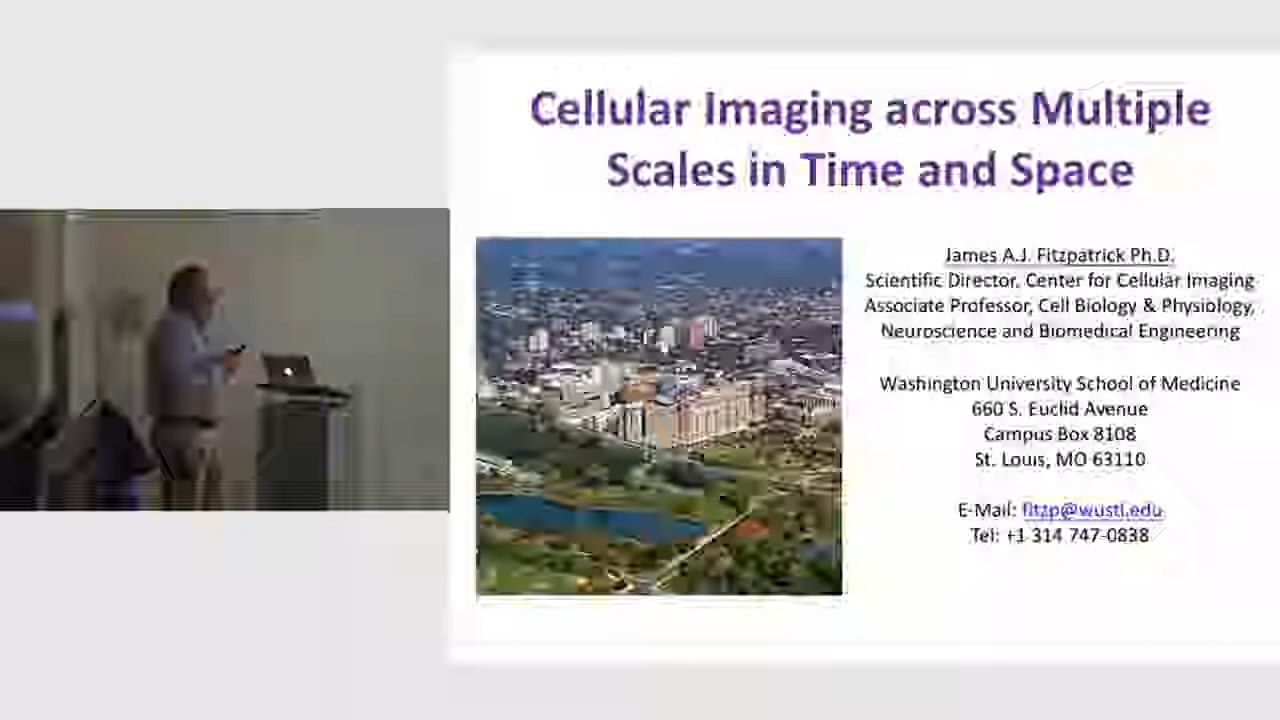 Cellular Imaging across Multiple
Scales in Time and Space
James A.J. Fitzpatrick Ph.D.
Scientific Director, Center for Cellular Imaging
Associate Professor, Cell Biology & Physiology,
Neuroscience and Biomedical Engineering
Washington University School of Medicine
660 S. Euclid Avenue
Campus Box 8108
St. Louis, MO 63110
E-Mail: fitzp@wustl.edu
Tel: +1 314 747-0838